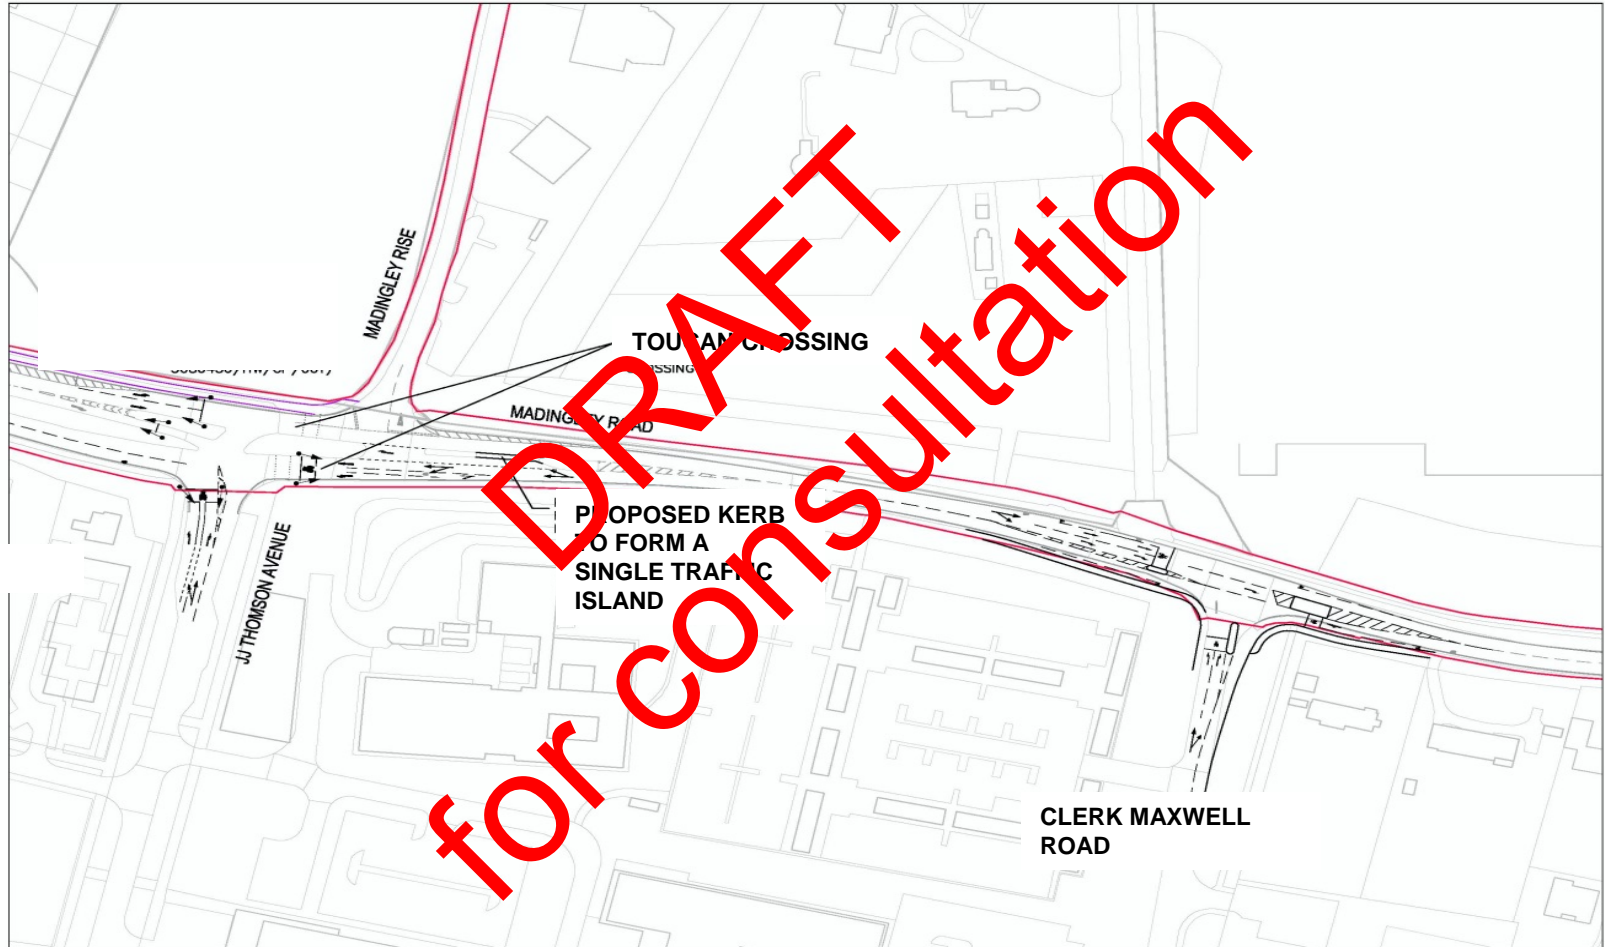 MADINGLEY RISE
TOUCAN CROSSING
MADINGLEY ROAD
PROPOSED KERB
TO FORM A
SINGLE TRAFFIC
ISLAND
JJ THOMSON AVENUE
CLERK MAXWELL
ROAD
DRAFT
for consultation